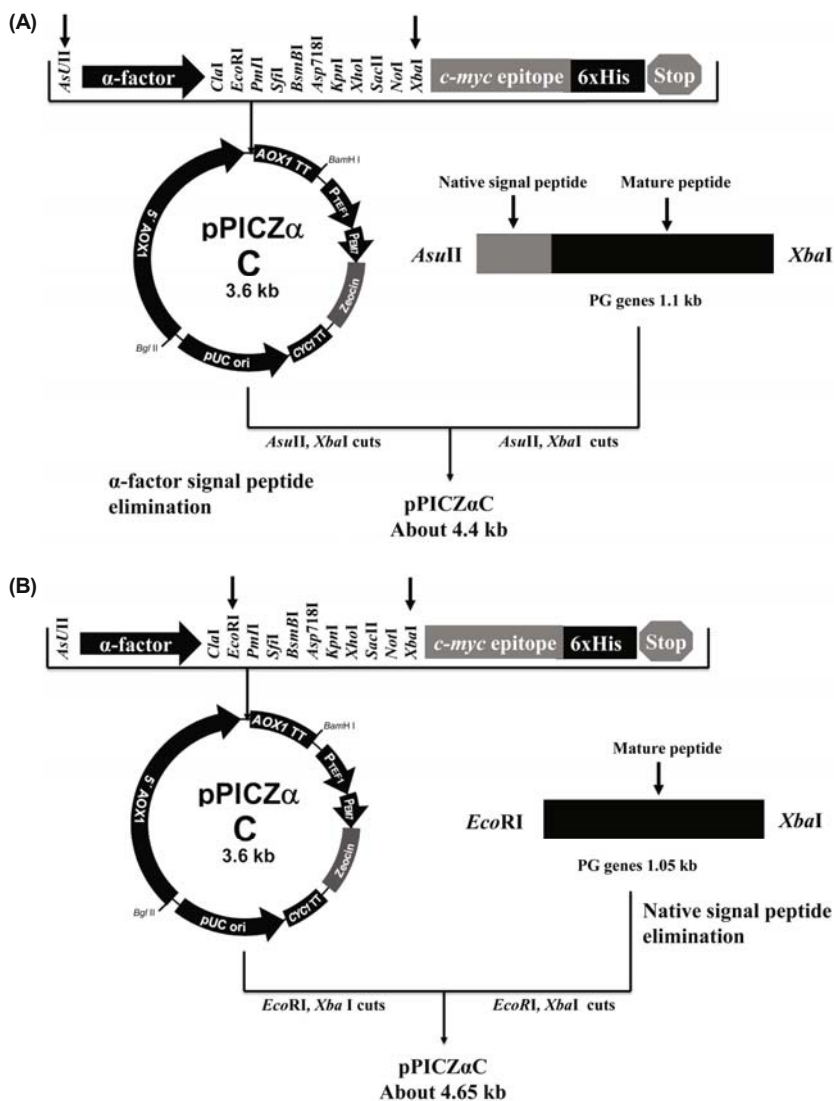 (A)
AsUII
α-factor
ClaI
EcoRI
PmlI
SfiI
BsmBI
Asp718I
KpnI
XhoI
SacII
NotI
XbaI
c-myc epitope
6xHis
Stop
5´ AOX1
AOX1 TT
BamH I
PTEF1
PEM7
Zeocin
CYC1 TT
pUC ori
Bgl II
pPICZα
C
3.6 kb
Native signal peptide
Mature peptide
AsuII
XbaI
PG genes 1.1 kb
AsuII, XbaI cuts
AsuII, XbaI cuts
α-factor signal peptide
elimination
pPICZαC
About 4.4 kb
(B)
AsUII
α-factor
ClaI
EcoRI
PmlI
SfiI
BsmBI
Asp718I
KpnI
XhoI
SacII
NotI
XbaI
c-myc epitope
6xHis
Stop
5´ AOX1
AOX1 TT
BamH I
PTEF1
PEM7
Zeocin
CYC1 TT
pUC ori
Bgl II
pPICZα
C
3.6 kb
Mature peptide
EcoRI
XbaI
PG genes 1.05 kb
Native signal peptide
elimination
EcoRI, Xba I cuts
EcoRI, XbaI cuts
pPICZαC
About 4.65 kb